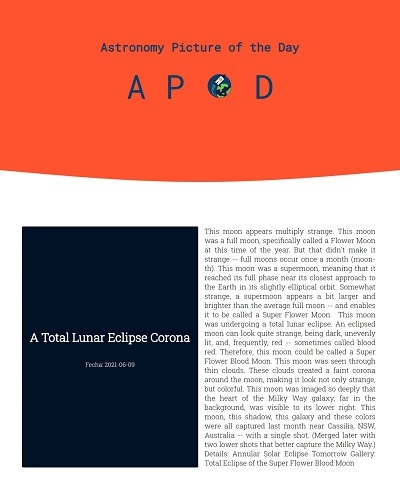 Astronomy Picture of the Day
A P O D
A Total Lunar Eclipse Corona
Fecha: 2021-06-09
This moon appears multiply strange. This moon
was a full moon, specifically called a Flower Moon
at this time of the year. But that didn't make it
strange -- full moons occur once a month (moon-
th). This moon was a supermoon, meaning that it
reached its full phase near its closest approach to
the Earth in its slightly elliptical orbit. Somewhat
strange, a supermoon appears a bit larger and
brighter than the average full moon -- and enables
it to be called a Super Flower Moon. This moon
was undergoing a total lunar eclipse. An eclipsed
moon can look quite strange, being dark, unevenly
lit, and, frequently, red -- sometimes called blood
red. Therefore, this moon could be called a Super
Flower Blood Moon. This moon was seen through
thin clouds. These clouds created a faint corona
around the moon, making it look not only strange,
but colorful. This moon was imaged so deeply that
the heart of the Milky Way galaxy, far in the
background, was visible to its lower right. This
moon, this shadow, this galaxy and these colors
were all captured last month near Cassilis, NSW,
Australia -- with a single shot. (Merged later with
two lower shots that better capture the Milky Way.)
Details: Annular Solar Eclipse Tomorrow Gallery:
Total Eclipse of the Super Flower Blood Moon